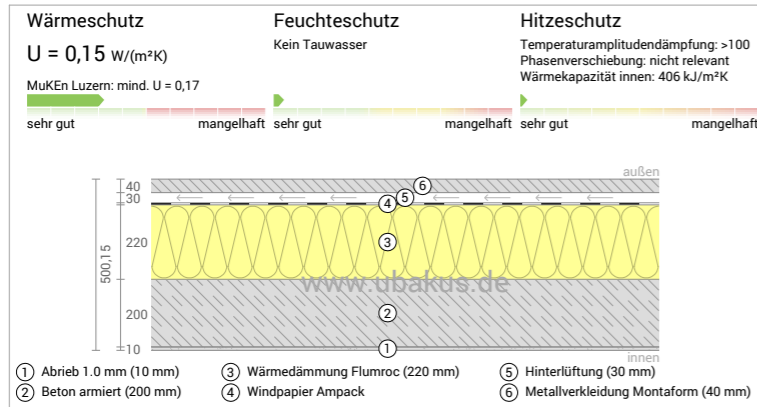 Wärmeschutz
U = 0,15 W/(m²K)
MuKEn Luzern: mind. U = 0,17
sehr gut mangelhaft
Feuchteschutz
Kein Tauwasser
sehr gut mangelhaft
Hitzeschutz
Temperaturamplitudendämpfung: >100
Phasenverschiebung: nicht relevant
Wärmekapazität innen: 406 kJ/m²K
sehr gut mangelhaft
außen
40
30
220
200
10
500,15
6
5
4
3
2
1
www.ubakus.de
innen
1 Abrieb 1.0 mm (10 mm)
2 Beton armiert (200 mm)
3 Wärmedämmung Flumroc (220 mm)
4 Windpapier Ampack
5 Hinterlüftung (30 mm)
6 Metallverkleidung Montaform (40 mm)